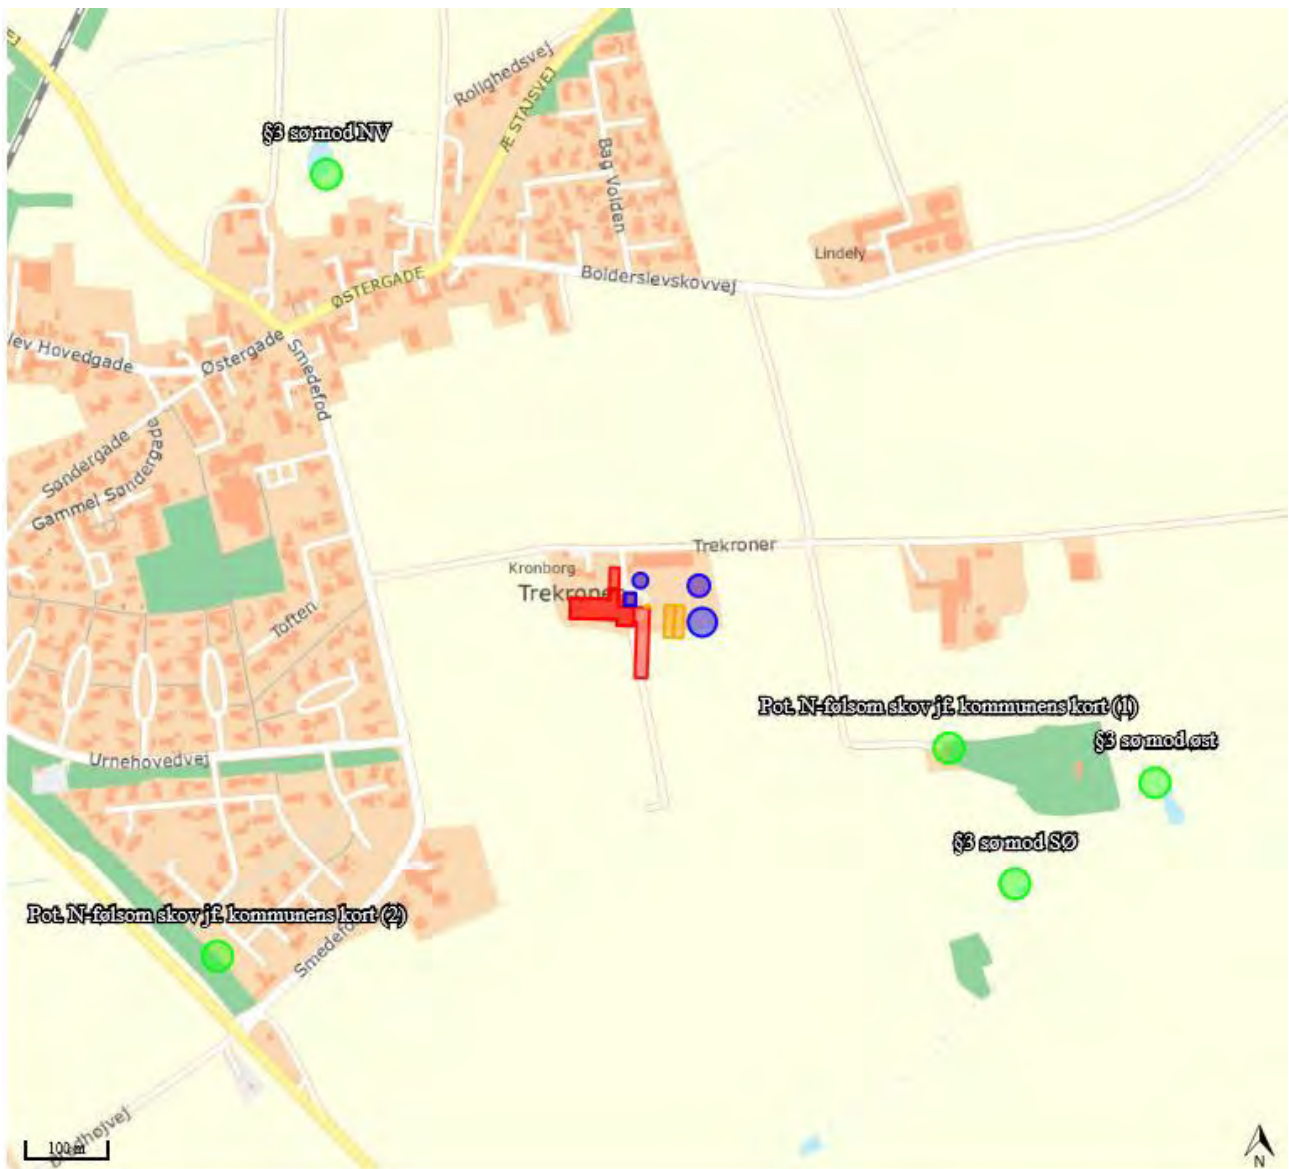 EJ
Rolighedsvej
Æ STAJSVEJ
§3 sø mod NV
Bag Volden
Lindely
Bolderslevskovvej
ØSTERGADE
lev Hovedgade
Østergade
Smedefod
Søndergade
Gammel Søndergade
Trekroner
Kronborg
Trekroner
Toften
Pot. N-følsom skov jf. kommunens kort (1)
§3 sø mod øst
Urnehovedvej
§3 sø mod SØ
Pot. N-følsom skov jf. kommunens kort (2)
Smedefod
100 m
N